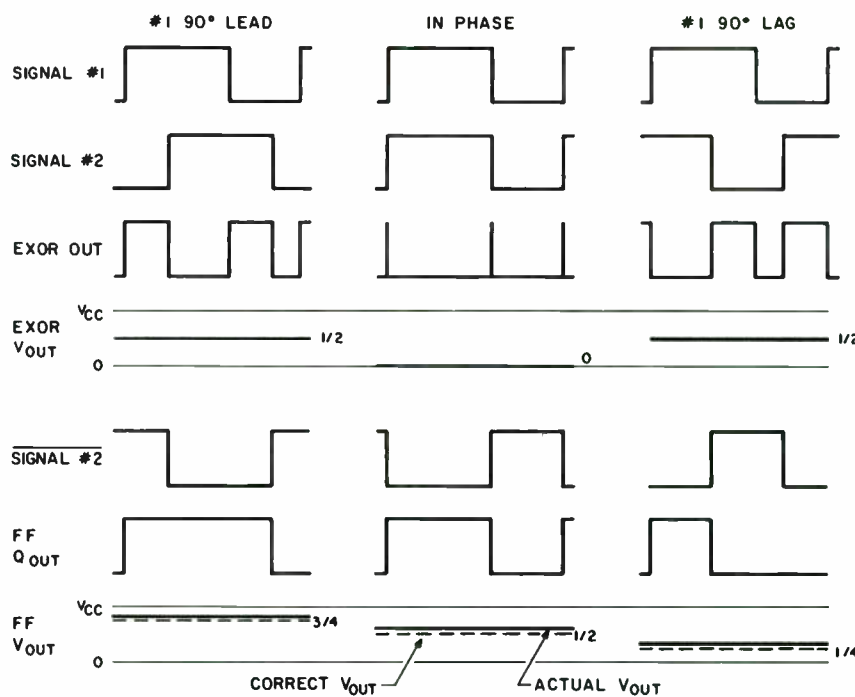 #1 90° LEAD IN PHASE #1 90° LAG
SIGNAL #1
SIGNAL #2
EXOR OUT
VCC
EXOR
VOUT
1/2
0
1/2
0
SIGNAL #2
FF
QOUT
VCC
FF
VOUT
3/4
1/2
1/4
0
CORRECT VOUT
ACTUAL VOUT